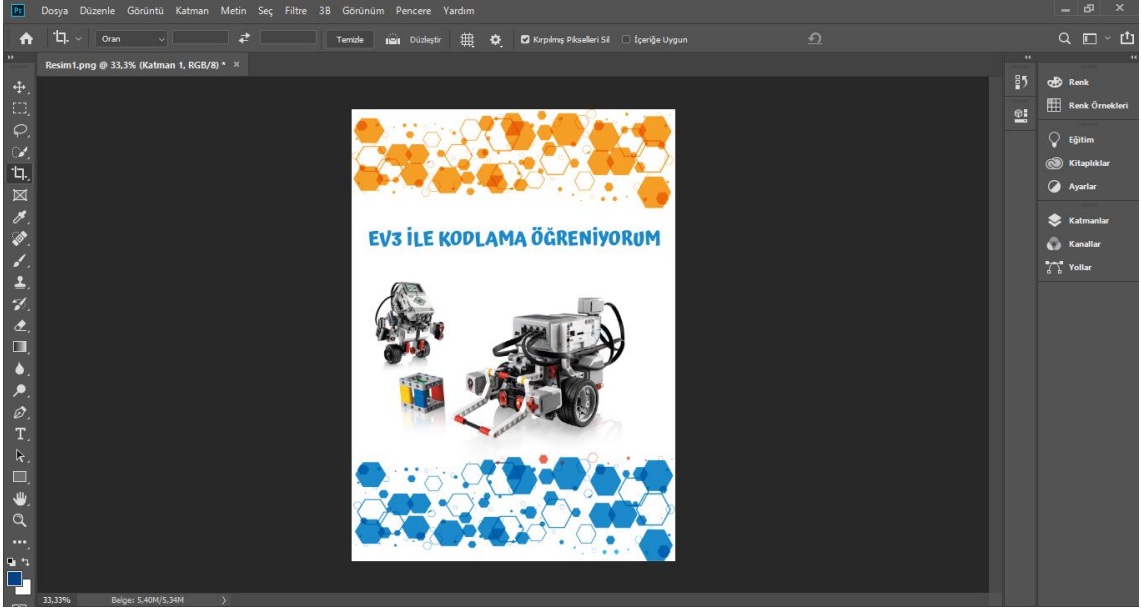 Ps Dosya Düzenle Görüntü Katman Metin Seç Filtre 3B Görünüm Pencere Yardım
Oran Temizle Düzleştir Kırpılmış Pikselleri Sil İçeriğe Uygun
Resim1.png @ 33,3% (Katman 1, RGB/8) * ×
Renk
Renk Örnekleri
Eğitim
Kitaplıklar
Ayarlar
Katmanlar
Kanallar
Yollar
EV3 İLE KODLAMA ÖĞRENİYORUM
33,33% Belge: 5,40M/5,34M